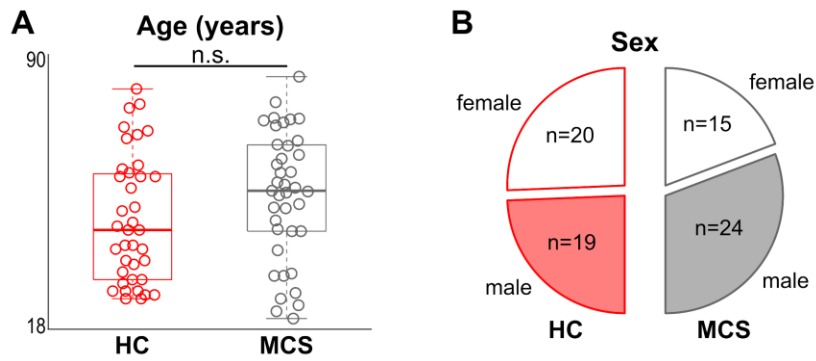 A
Age (years)
90
n.s.
18
HC
MCS
B
Sex
female
female
n=20
n=15
n=19
n=24
male
male
HC
MCS